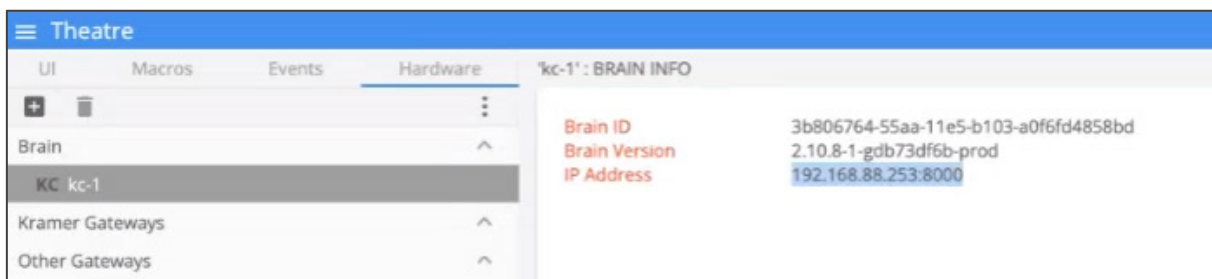 Theatre
UI Macros Events Hardware
'kc-1' : BRAIN INFO
Brain ID 3b806764-55aa-11e5-b103-a0f6fd4858bd
Brain Version 2.10.8-1-gdb73df6b-prod
IP Address 192.168.88.253:8000
Brain
KC kc-1
Kramer Gateways
Other Gateways